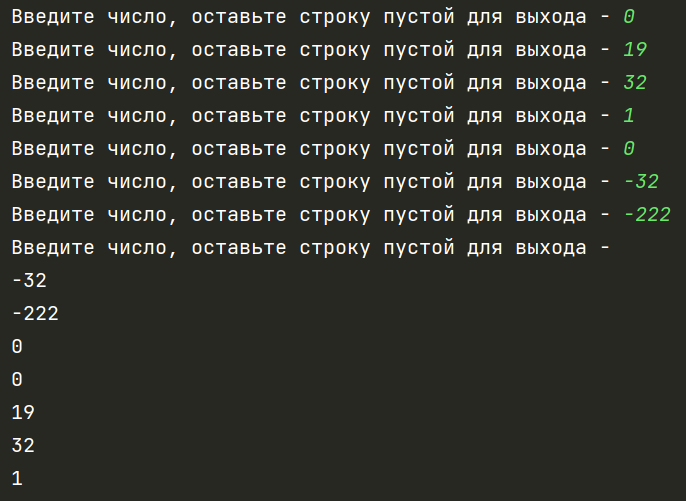 Введите число, оставьте строку пустой для выхода - 0
Введите число, оставьте строку пустой для выхода - 19
Введите число, оставьте строку пустой для выхода - 32
Введите число, оставьте строку пустой для выхода - 1
Введите число, оставьте строку пустой для выхода - 0
Введите число, оставьте строку пустой для выхода - -32
Введите число, оставьте строку пустой для выхода - -222
Введите число, оставьте строку пустой для выхода -
-32
-222
0
0
19
32
1